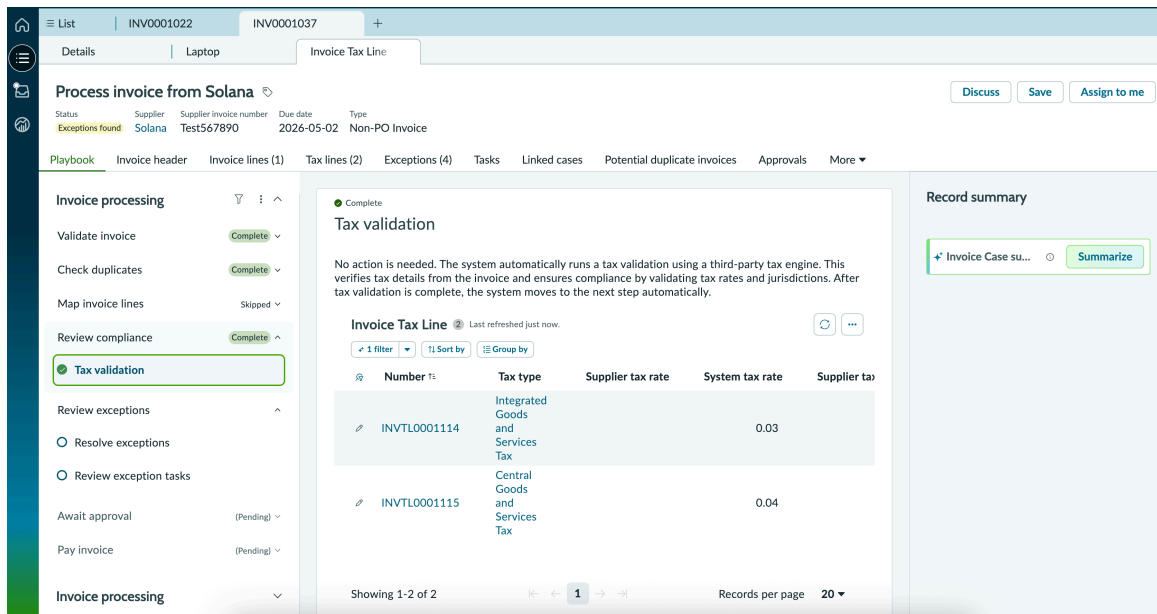 List
INV0001022
INV0001037
Details
Laptop
Invoice Tax Line
Process invoice from Solana
Discuss
Save
Assign to me
Status
Supplier
Supplier invoice number
Due date
Type
Exceptions found
Solana
Test567890
2026-05-02
Non-PO Invoice
Playbook
Invoice header
Invoice lines (1)
Tax lines (2)
Exceptions (4)
Tasks
Linked cases
Potential duplicate invoices
Approvals
More
Invoice processing
Validate invoice
Complete
Check duplicates
Complete
Map invoice lines
Skipped
Review compliance
Complete
Tax validation
Review exceptions
Resolve exceptions
Review exception tasks
Await approval
(Pending)
Pay invoice
(Pending)
Invoice processing
Complete
Tax validation
No action is needed. The system automatically runs a tax validation using a third-party tax engine. This
verifies tax details from the invoice and ensures compliance by validating tax rates and jurisdictions. After
tax validation is complete, the system moves to the next step automatically.
Invoice Tax Line 2 Last refreshed just now.
1 filter
Sort by
Group by
Number
Tax type
Supplier tax rate
System tax rate
Supplier tax
INVTL0001114
Integrated
Goods
and
Services
Tax
0.03
INVTL0001115
Central
Goods
and
Services
Tax
0.04
Showing 1-2 of 2
1
Records per page
20
Record summary
Invoice Case su...
Summarize